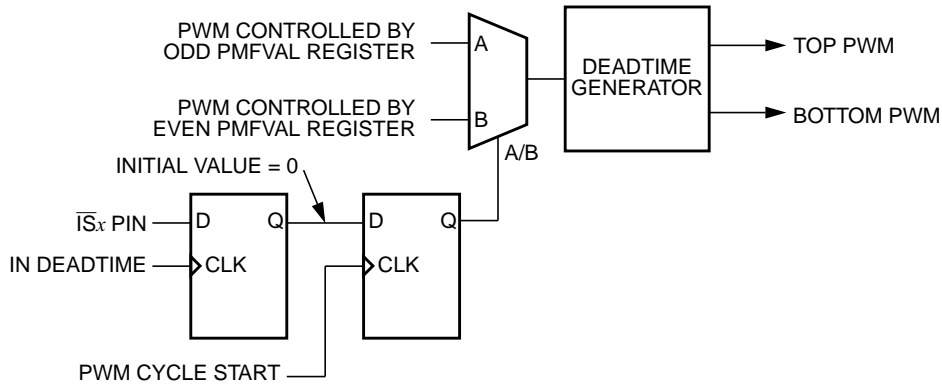 PWM CONTROLLED BY
ODD PMFVAL REGISTER
A
DEADTIME
GENERATOR
TOP PWM
PWM CONTROLLED BY
EVEN PMFVAL REGISTER
B
BOTTOM PWM
A/B
INITIAL VALUE = 0
I̅S̅x PIN
D
Q
D
Q
IN DEADTIME
CLK
CLK
PWM CYCLE START